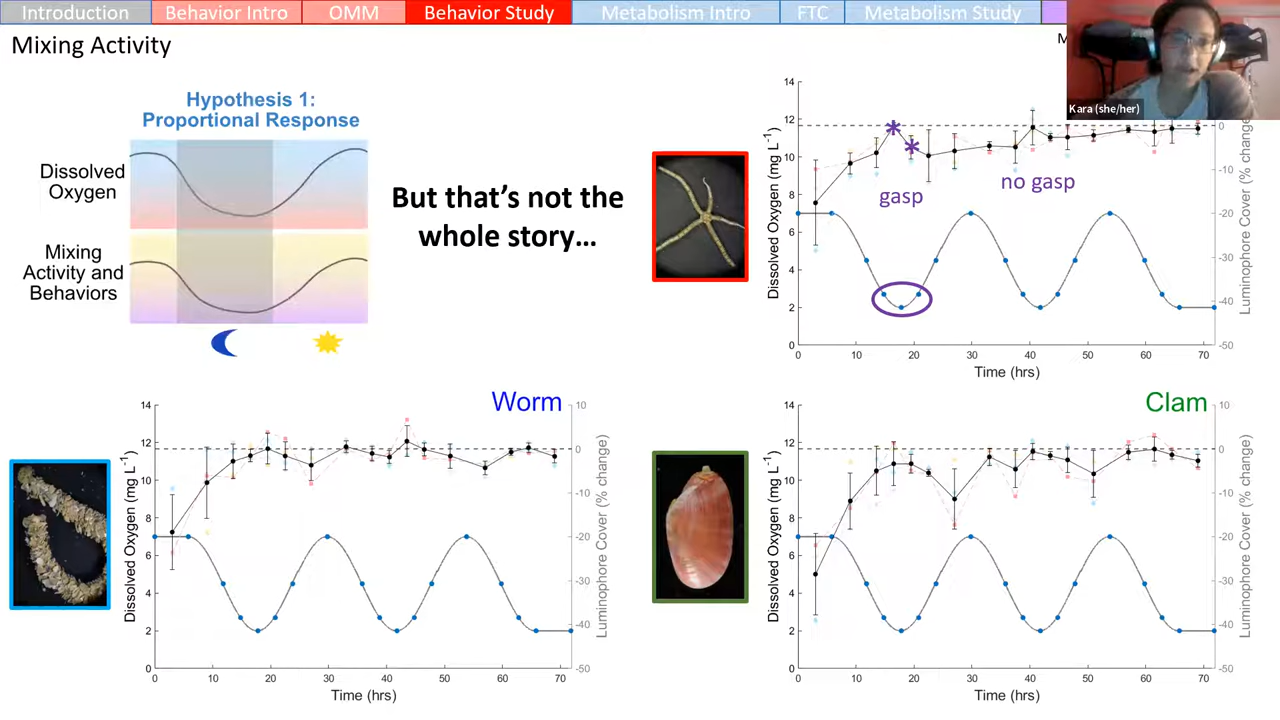 Introduction
Behavior Intro
OMM
Behavior Study
Metabolism Intro
FTC
Metabolism Study
Mixing Activity
Kara (she/her)
Hypothesis 1:
Proportional Response
Dissolved
Oxygen
Mixing
Activity and
Behaviors
But that’s not the
whole story…
14
12
10
8
6
4
2
0
Dissolved Oxygen (mg L-1)
gasp
no gasp
0
-10
-20
-30
-40
-50
Luminophore Cover (% change)
0
10
20
30
40
50
60
70
Time (hrs)
Worm
14
12
10
8
6
4
2
0
Dissolved Oxygen (mg L-1)
10
0
-10
-20
-30
-40
-50
Luminophore Cover (% change)
0
10
20
30
40
50
60
70
Time (hrs)
Clam
14
12
10
8
6
4
2
0
Dissolved Oxygen (mg L-1)
10
0
-10
-20
-30
-40
-50
Luminophore Cover (% change)
0
10
20
30
40
50
60
70
Time (hrs)